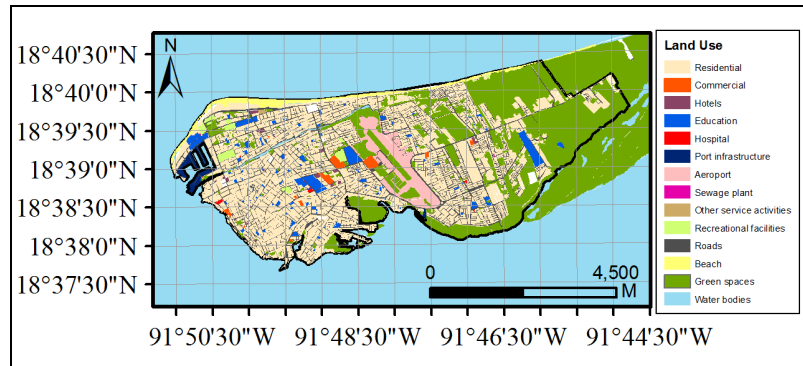 18°40'30"N
18°40'0"N
18°39'30"N
18°39'0"N
18°38'30"N
18°38'0"N
18°37'30"N
N
0 4,500
M
91°50'30"W 91°48'30"W 91°46'30"W 91°44'30"W
Land Use
Residential
Commercial
Hotels
Education
Hospital
Port infrastructure
Aeroport
Sewage plant
Other service activities
Recreational facilities
Roads
Beach
Green spaces
Water bodies